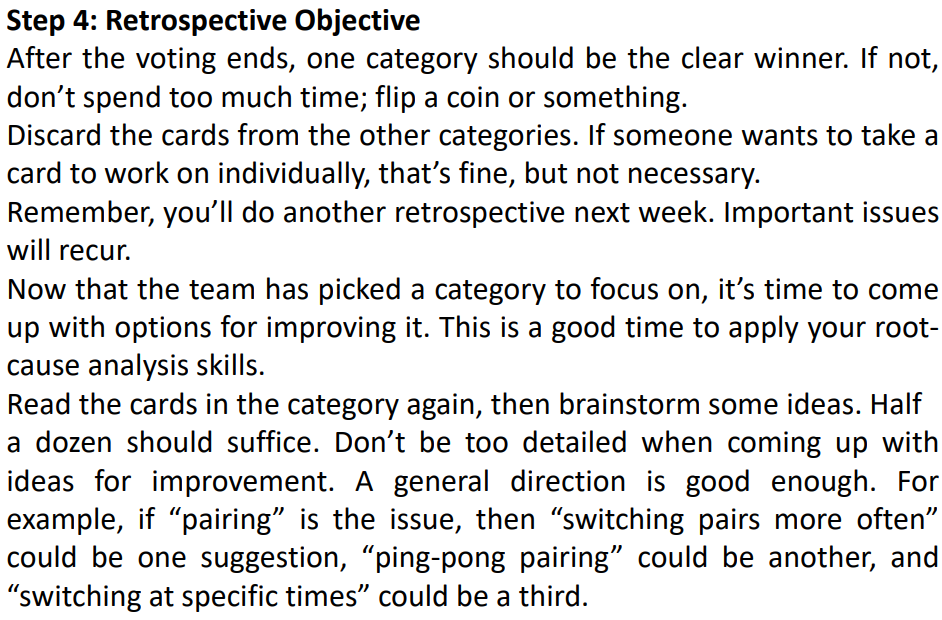 Step 4: Retrospective Objective
After the voting ends, one category should be the clear winner. If not,
don’t spend too much time; flip a coin or something.
Discard the cards from the other categories. If someone wants to take a
card to work on individually, that’s fine, but not necessary.
Remember, you’ll do another retrospective next week. Important issues
will recur.
Now that the team has picked a category to focus on, it’s time to come
up with options for improving it. This is a good time to apply your root-
cause analysis skills.
Read the cards in the category again, then brainstorm some ideas. Half
a dozen should suffice. Don’t be too detailed when coming up with
ideas for improvement. A general direction is good enough. For
example, if “pairing” is the issue, then “switching pairs more often”
could be one suggestion, “ping-pong pairing” could be another, and
“switching at specific times” could be a third.